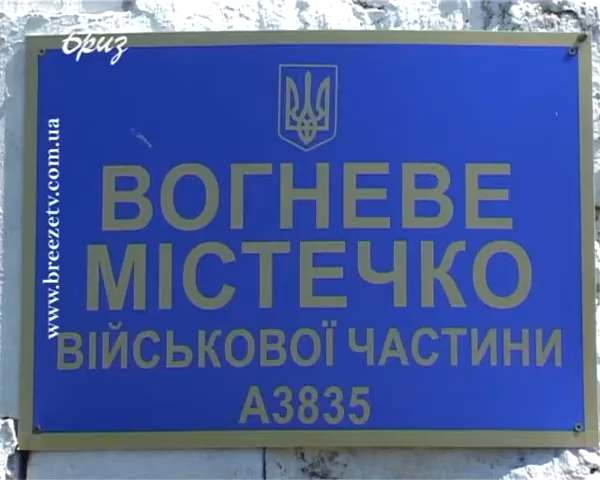 бриз
ВОГНЕВЕ
МІСТЕЧКО
ВІЙСЬКОВОЇ ЧАСТИНИ
А3835
www.breezetv.com.ua